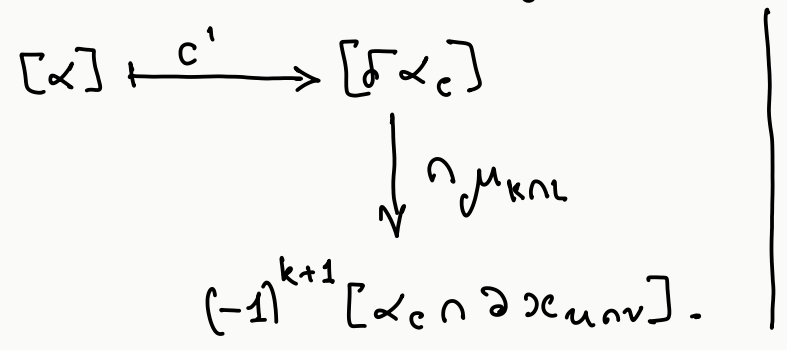 [α] ⟼ c' [δα_c]
∩ μ_{K∩L}
(-1)^{k+1} [α_c ∩ ∂x_{u∩v}].